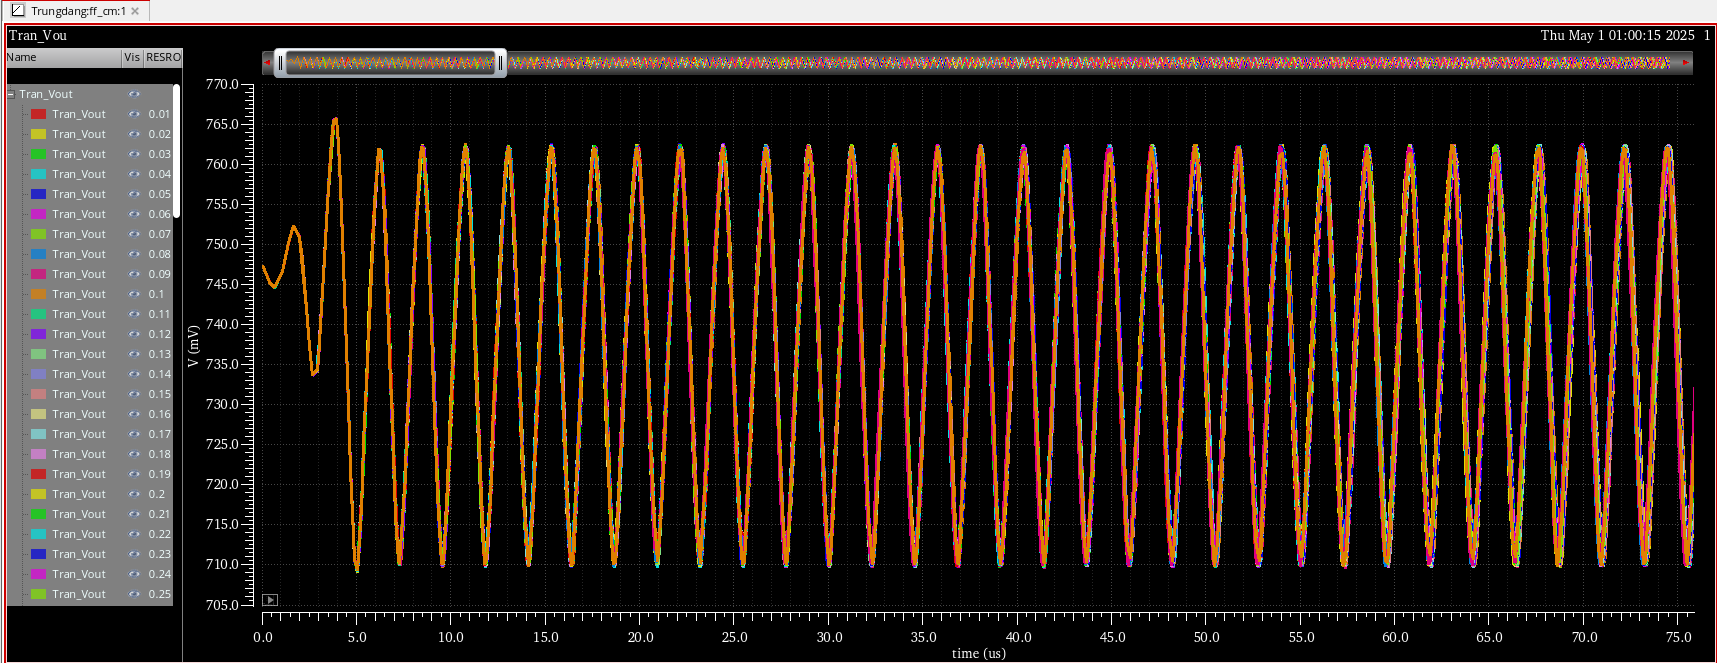 Trungdang:ff_cm:1
Tran_Vou
Thu May 1 01:00:15 2025 1
Name Vis RESRO
Tran_Vout
Tran_Vout 0.01
Tran_Vout 0.02
Tran_Vout 0.03
Tran_Vout 0.04
Tran_Vout 0.05
Tran_Vout 0.06
Tran_Vout 0.07
Tran_Vout 0.08
Tran_Vout 0.09
Tran_Vout 0.1
Tran_Vout 0.11
Tran_Vout 0.12
Tran_Vout 0.13
Tran_Vout 0.14
Tran_Vout 0.15
Tran_Vout 0.16
Tran_Vout 0.17
Tran_Vout 0.18
Tran_Vout 0.19
Tran_Vout 0.2
Tran_Vout 0.21
Tran_Vout 0.22
Tran_Vout 0.23
Tran_Vout 0.24
Tran_Vout 0.25
V (mV)
770.0
765.0
760.0
755.0
750.0
745.0
740.0
735.0
730.0
725.0
720.0
715.0
710.0
705.0
0.0 5.0 10.0 15.0 20.0 25.0 30.0 35.0 40.0 45.0 50.0 55.0 60.0 65.0 70.0 75.0
time (us)